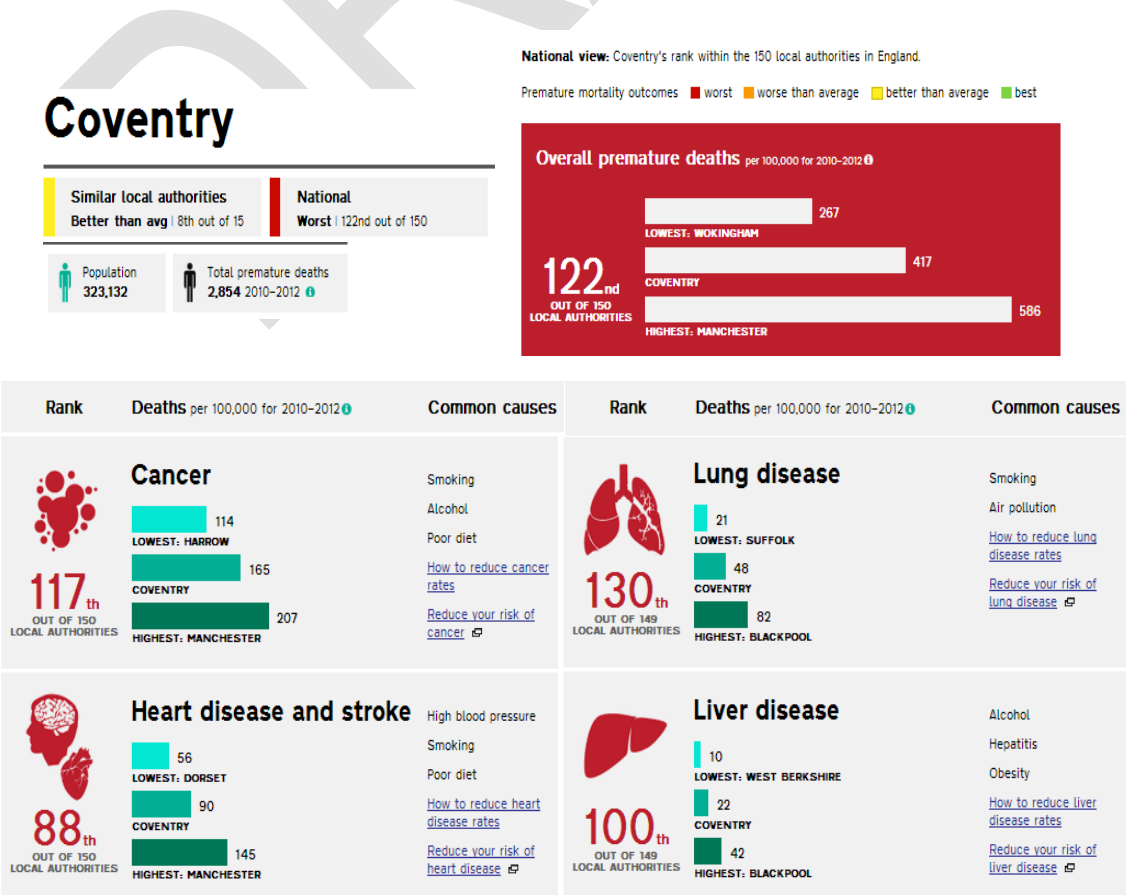 National view: Coventry's rank within the 150 local authorities in England.
Premature mortality outcomes worst worse than average better than average best
Coventry
Similar local authorities
Better than avg | 8th out of 15
National
Worst | 122nd out of 150
Population
323,132
Total premature deaths
2,854 2010-2012
Overall premature deaths per 100,000 for 2010-2012
122nd
OUT OF 150
LOCAL AUTHORITIES
267
LOWEST: WOKINGHAM
417
COVENTRY
586
HIGHEST: MANCHESTER
Rank Deaths per 100,000 for 2010-2012 Common causes
Cancer
117th
OUT OF 150
LOCAL AUTHORITIES
114
LOWEST: HARROW
165
COVENTRY
207
HIGHEST: MANCHESTER
Smoking
Alcohol
Poor diet
How to reduce cancer
rates
Reduce your risk of
cancer
Rank Deaths per 100,000 for 2010-2012 Common causes
Lung disease
130th
OUT OF 149
LOCAL AUTHORITIES
21
LOWEST: SUFFOLK
48
COVENTRY
82
HIGHEST: BLACKPOOL
Smoking
Air pollution
How to reduce lung
disease rates
Reduce your risk of
lung disease
Heart disease and stroke
88th
OUT OF 150
LOCAL AUTHORITIES
56
LOWEST: DORSET
90
COVENTRY
145
HIGHEST: MANCHESTER
High blood pressure
Smoking
Poor diet
How to reduce heart
disease rates
Reduce your risk of
heart disease
Liver disease
100th
OUT OF 149
LOCAL AUTHORITIES
10
LOWEST: WEST BERKSHIRE
22
COVENTRY
42
HIGHEST: BLACKPOOL
Alcohol
Hepatitis
Obesity
How to reduce liver
disease rates
Reduce your risk of
liver disease